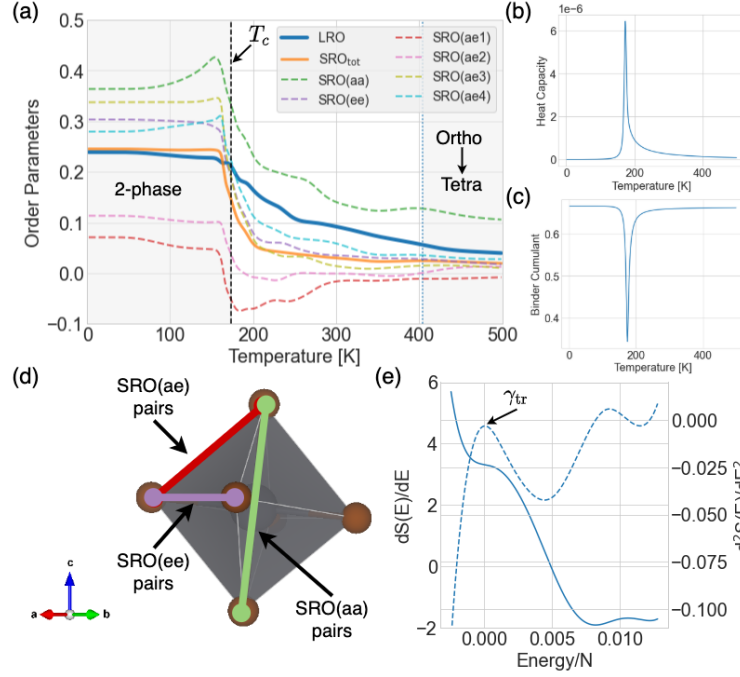 (a)
Order Parameters
0.5
0.4
0.3
0.2
0.1
0.0
−0.1
0
100
200
300
400
500
Temperature [K]
2-phase
Tc
LRO
SROtot
SRO(aa)
SRO(ee)
SRO(ae1)
SRO(ae2)
SRO(ae3)
SRO(ae4)
Ortho
Tetra
(b)
1e−6
Heat Capacity
6
4
2
0
0
200
400
Temperature [K]
(c)
Binder Cumulant
0.6
0.5
0.4
0
200
400
Temperature [K]
(d)
SRO(ae)
pairs
SRO(ee)
pairs
SRO(aa)
pairs
c
a
b
(e)
γtr
dS(E)/dE
6
4
2
0
−2
0.000
0.005
0.010
Energy/N
0.000
−0.025
−0.050
−0.075
−0.100
d²S(E)/dE²